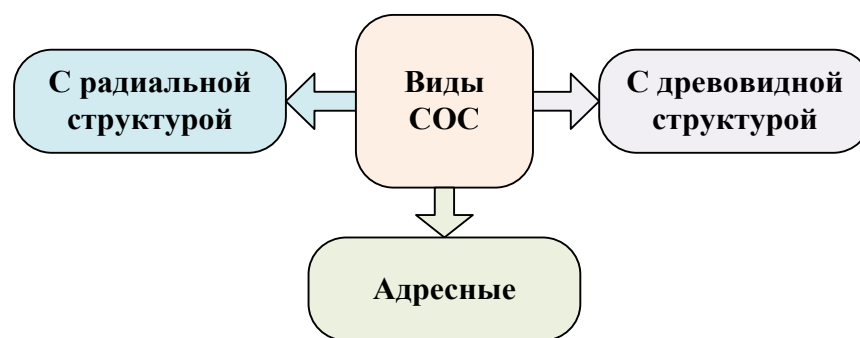 С радиальной
структурой
Виды
СОС
С древовидной
структурой
Адресные